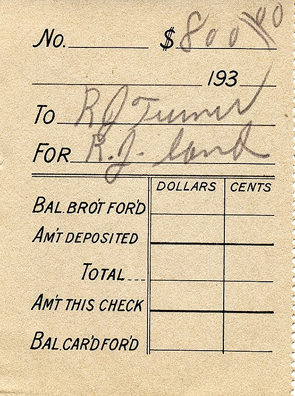 No. $ 800 00
193
To R J Turner
FOR R. J. Land
DOLLARS CENTS
BAL. BRO'T FOR'D
AM'T DEPOSITED
TOTAL
AM'T THIS CHECK
BAL. CAR'D FOR'D